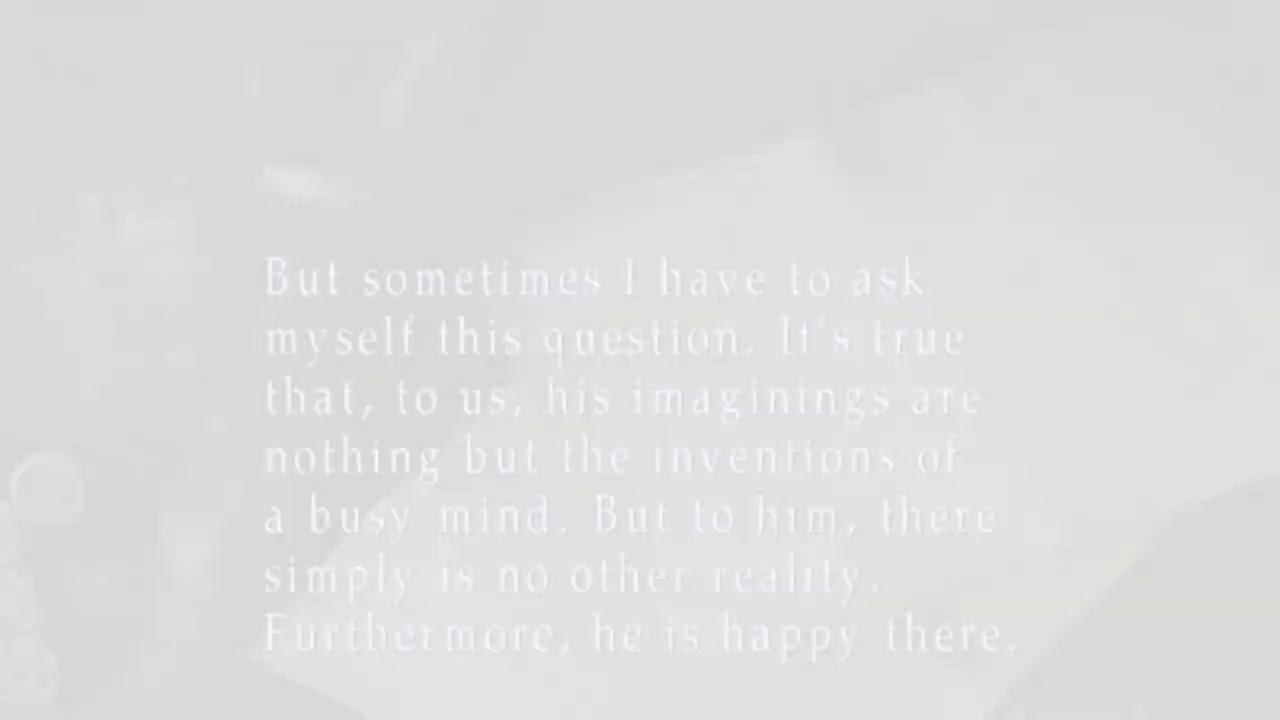 But sometimes I have to ask
myself this question. It's true
that, to us, his imaginings are
nothing but the inventions of
a busy mind. But to him, there
simply is no other reality.
Furthermore, he is happy there.